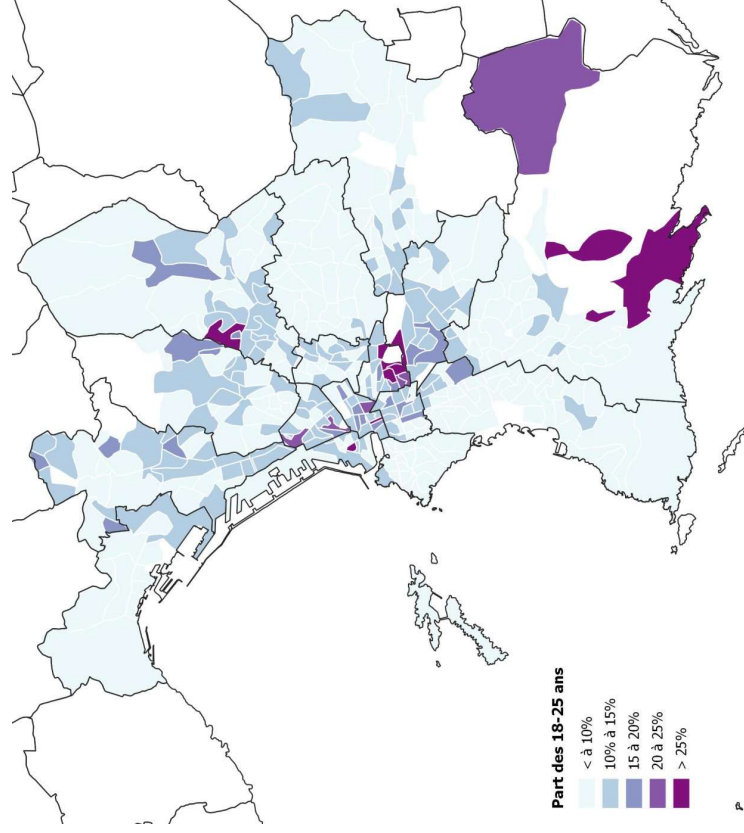 Part des 18-25 ans
< à 10%
10% à 15%
15 à 20%
20 à 25%
> 25%